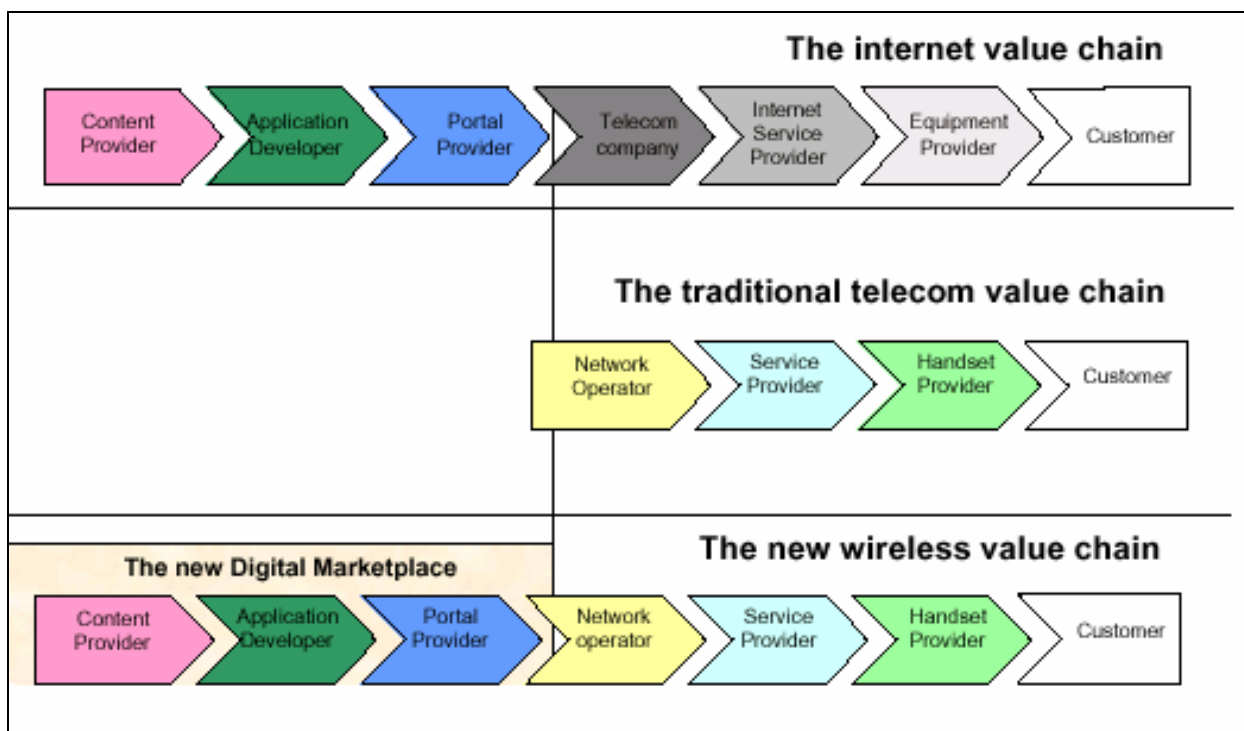 The internet value chain
Content
Provider
Application
Developer
Portal
Provider
Telecom
company
Internet
Service
Provider
Equipment
Provider
Customer
The traditional telecom value chain
Network
Operator
Service
Provider
Handset
Provider
Customer
The new wireless value chain
The new Digital Marketplace
Content
Provider
Application
Developer
Portal
Provider
Network
operator
Service
Provider
Handset
Provider
Customer